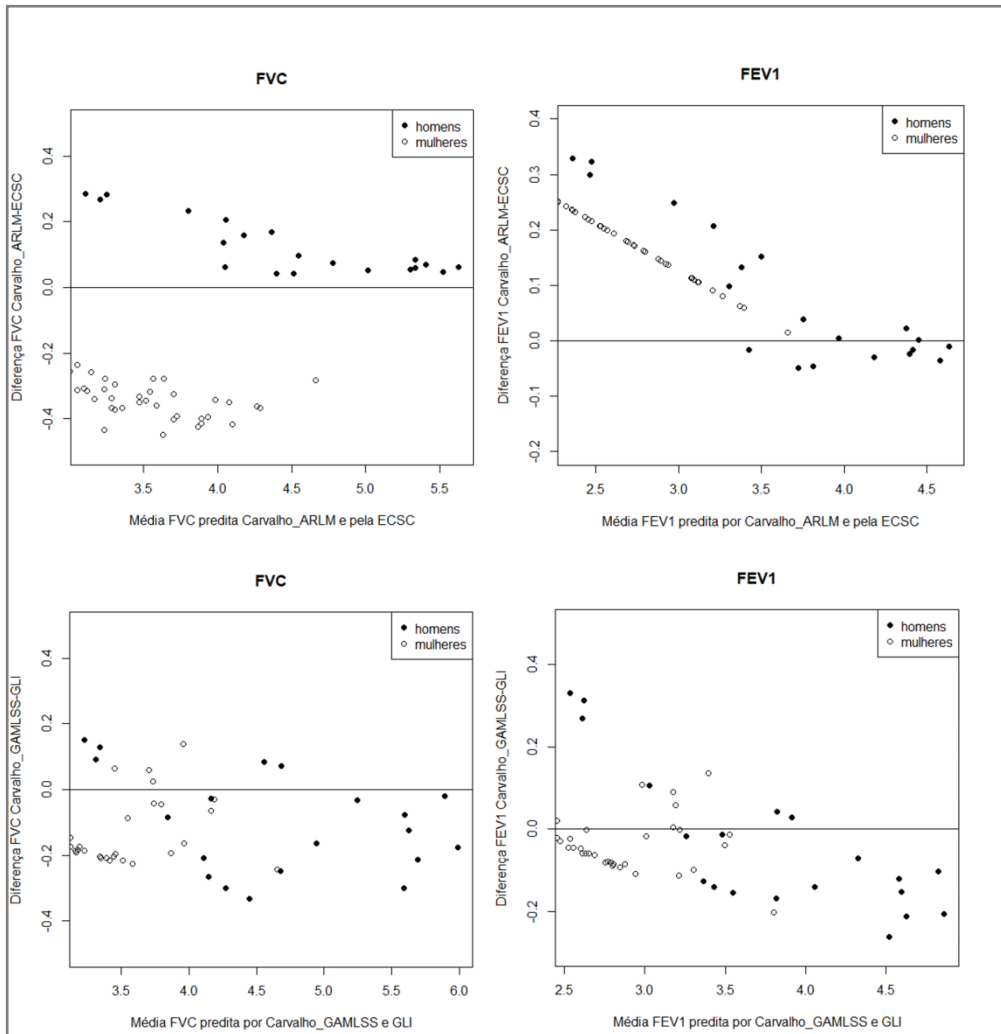 FVC
homens
mulheres
Diferença FVC Carvalho_ARLM-ECSC
0.4
0.2
0.0
-0.2
-0.4
3.5 4.0 4.5 5.0 5.5
Média FVC predita Carvalho_ARLM e pela ECSC
FEV1
homens
mulheres
Diferença FEV1 Carvalho_ARLM-ECSC
0.4
0.3
0.2
0.1
0.0
-0.1
-0.2
2.5 3.0 3.5 4.0 4.5
Média FEV1 predita por Carvalho_ARLM e pela ECSC
FVC
homens
mulheres
Diferença FVC Carvalho_GAMLSS-GLI
0.4
0.2
0.0
-0.2
-0.4
3.5 4.0 4.5 5.0 5.5 6.0
Média FVC predita por Carvalho_GAMLSS e GLI
FEV1
homens
mulheres
Diferença FEV1 Carvalho_GAMLSS-GLI
0.4
0.2
0.0
-0.2
2.5 3.0 3.5 4.0 4.5
Média FEV1 predita por Carvalho_GAMLSS e GLI